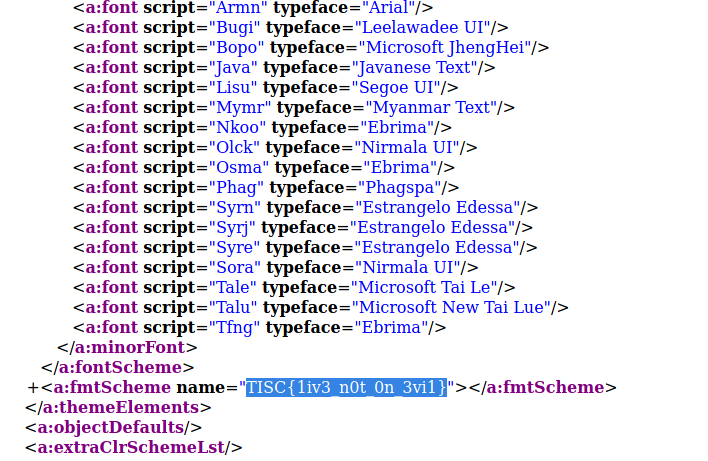 <a:font script="Armn" typeface="Arial"/>
<a:font script="Bugi" typeface="Leelawadee UI"/>
<a:font script="Bopo" typeface="Microsoft JhengHei"/>
<a:font script="Java" typeface="Javanese Text"/>
<a:font script="Lisu" typeface="Segoe UI"/>
<a:font script="Mymr" typeface="Myanmar Text"/>
<a:font script="Nkoo" typeface="Ebrima"/>
<a:font script="Olck" typeface="Nirmala UI"/>
<a:font script="Osma" typeface="Ebrima"/>
<a:font script="Phag" typeface="Phagspa"/>
<a:font script="Syrn" typeface="Estrangelo Edessa"/>
<a:font script="Syrj" typeface="Estrangelo Edessa"/>
<a:font script="Syre" typeface="Estrangelo Edessa"/>
<a:font script="Sora" typeface="Nirmala UI"/>
<a:font script="Tale" typeface="Microsoft Tai Le"/>
<a:font script="Talu" typeface="Microsoft New Tai Lue"/>
<a:font script="Tfng" typeface="Ebrima"/>
</a:minorFont>
</a:fontScheme>
+<a:fmtScheme name="TISC{1iv3_n0t_0n_3vi1}"></a:fmtScheme>
</a:themeElements>
<a:objectDefaults/>
<a:extraClrSchemeLst/>